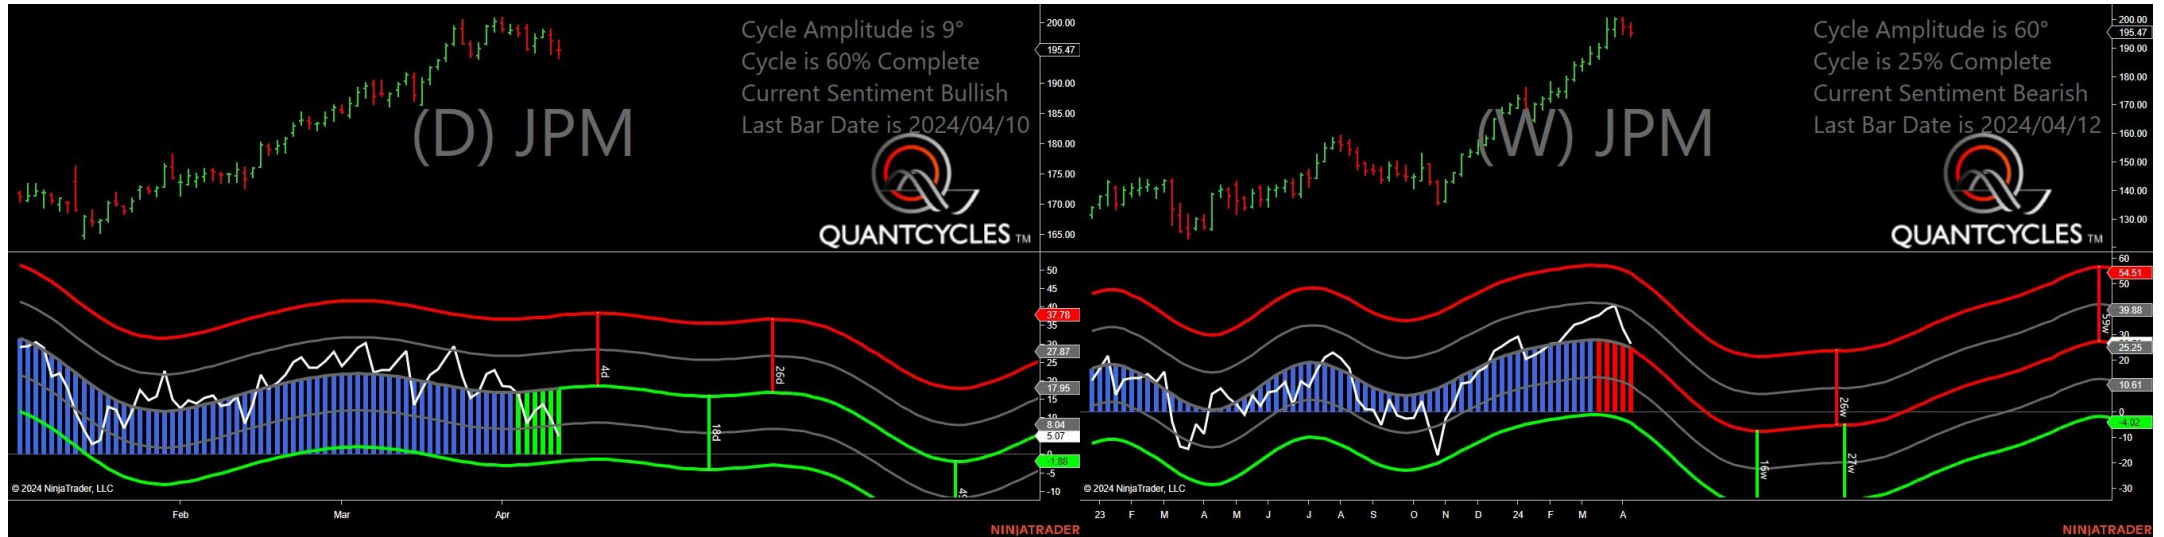 Cycle Amplitude is 9°
Cycle is 60% Complete
Current Sentiment Bullish
Last Bar Date is 2024/04/10
(D) JPM
QUANTCYCLES TM
200.00
195.47
190.00
185.00
180.00
175.00
170.00
165.00
50
45
40
37.78
35
27.87
25
20
17.95
15
8.04
5.07
-1.88
-5
-10
4d
26d
18d
© 2024 NinjaTrader, LLC
Feb Mar Apr
NINJATRADER
Cycle Amplitude is 60°
Cycle is 25% Complete
Current Sentiment Bearish
Last Bar Date is 2024/04/12
(W) JPM
QUANTCYCLES TM
200.00
195.47
190.00
180.00
170.00
160.00
150.00
140.00
130.00
60
54.51
50
39.88
30
25.25
20
10.61
0
-4.02
-10
-20
-30
59w
26w
16w
27w
© 2024 NinjaTrader, LLC
23 F M A M J J A S O N D 24 F M A
NINJATRADER